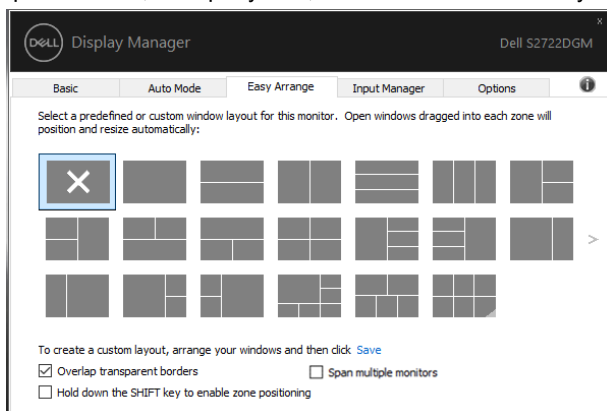 DELL Display Manager Dell S2722DGM x
Basic Auto Mode Easy Arrange Input Manager Options i
Select a predefined or custom window layout for this monitor. Open windows dragged into each zone will
position and resize automatically:
>
To create a custom layout, arrange your windows and then click Save
Overlap transparent borders Span multiple monitors
Hold down the SHIFT key to enable zone positioning